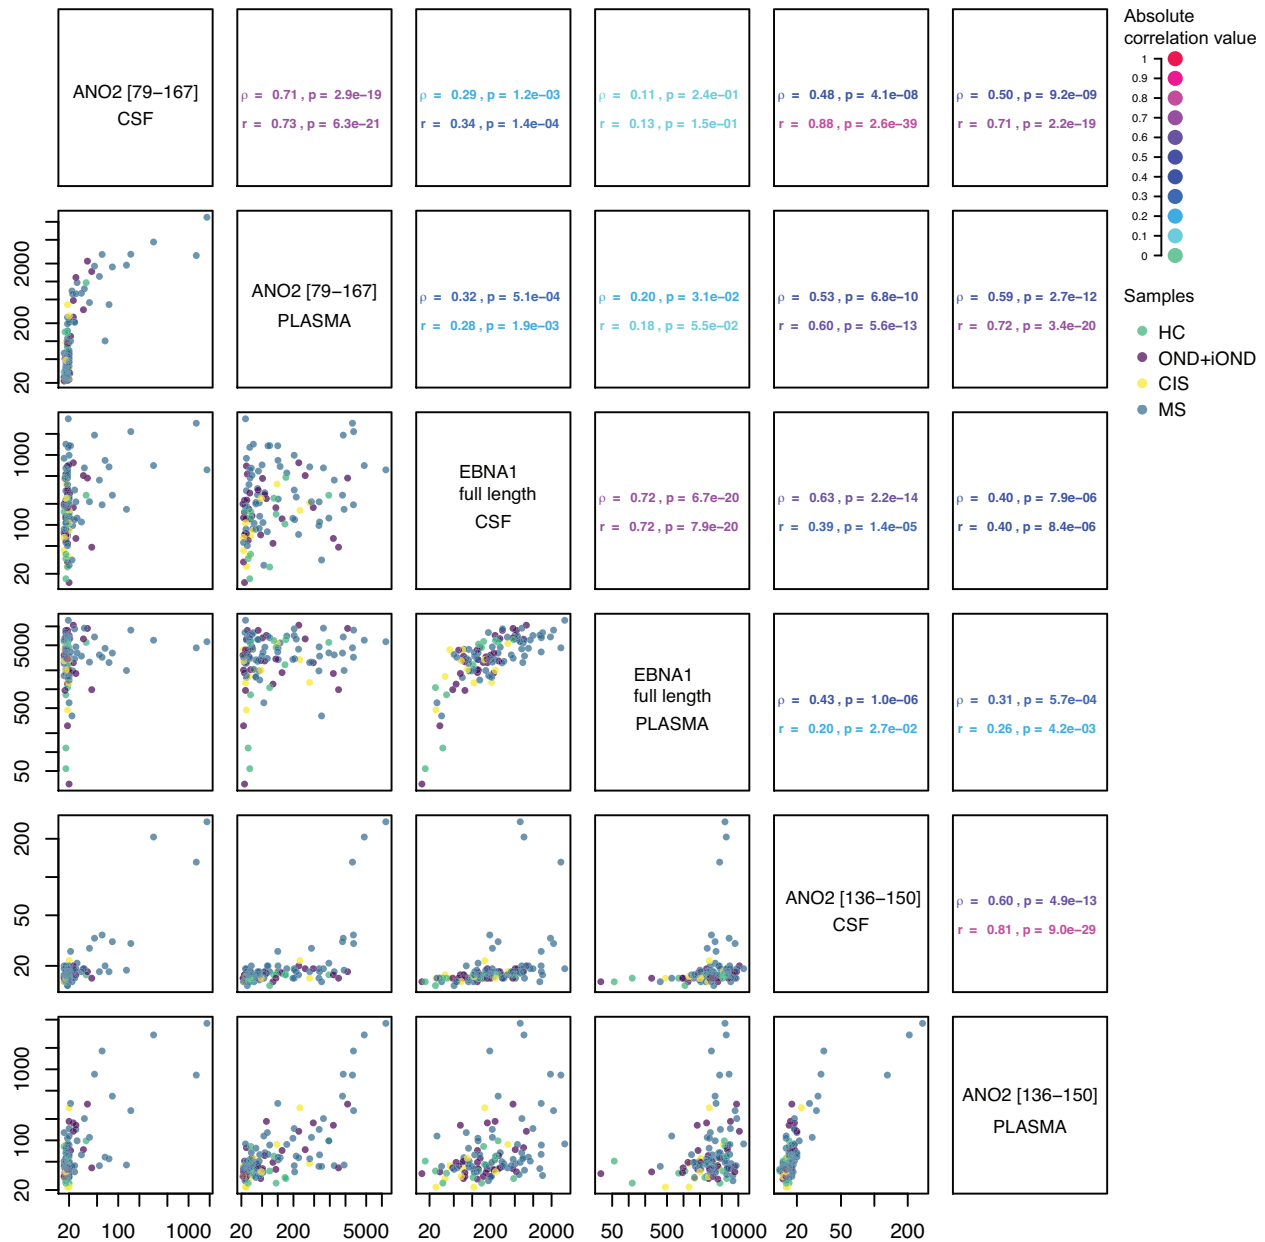 Absolute
correlation value
1
0.9
0.8
0.7
0.6
0.5
0.4
0.3
0.2
0.1
0
Samples
HC
OND+iOND
CIS
MS
ANO2 [79−167]
CSF
ρ = 0.71 , p = 2.9e−19
r = 0.73 , p = 6.3e−21
ρ = 0.29 , p = 1.2e−03
r = 0.34 , p = 1.4e−04
ρ = 0.11 , p = 2.4e−01
r = 0.13 , p = 1.5e−01
ρ = 0.48 , p = 4.1e−08
r = 0.88 , p = 2.6e−39
ρ = 0.50 , p = 9.2e−09
r = 0.71 , p = 2.2e−19
2000
200
20
ANO2 [79−167]
PLASMA
ρ = 0.32 , p = 5.1e−04
r = 0.28 , p = 1.9e−03
ρ = 0.20 , p = 3.1e−02
r = 0.18 , p = 5.5e−02
ρ = 0.53 , p = 6.8e−10
r = 0.60 , p = 5.6e−13
ρ = 0.59 , p = 2.7e−12
r = 0.72 , p = 3.4e−20
1000
100
20
EBNA1
full length
CSF
ρ = 0.72 , p = 6.7e−20
r = 0.72 , p = 7.9e−20
ρ = 0.63 , p = 2.2e−14
r = 0.39 , p = 1.4e−05
ρ = 0.40 , p = 7.9e−06
r = 0.40 , p = 8.4e−06
5000
500
50
EBNA1
full length
PLASMA
ρ = 0.43 , p = 1.0e−06
r = 0.20 , p = 2.7e−02
ρ = 0.31 , p = 5.7e−04
r = 0.26 , p = 4.2e−03
200
50
20
ANO2 [136−150]
CSF
ρ = 0.60 , p = 4.9e−13
r = 0.81 , p = 9.0e−29
1000
100
20
ANO2 [136−150]
PLASMA
20 100 1000
20 200 5000
20 200 2000
50 500 10000
20 50 200